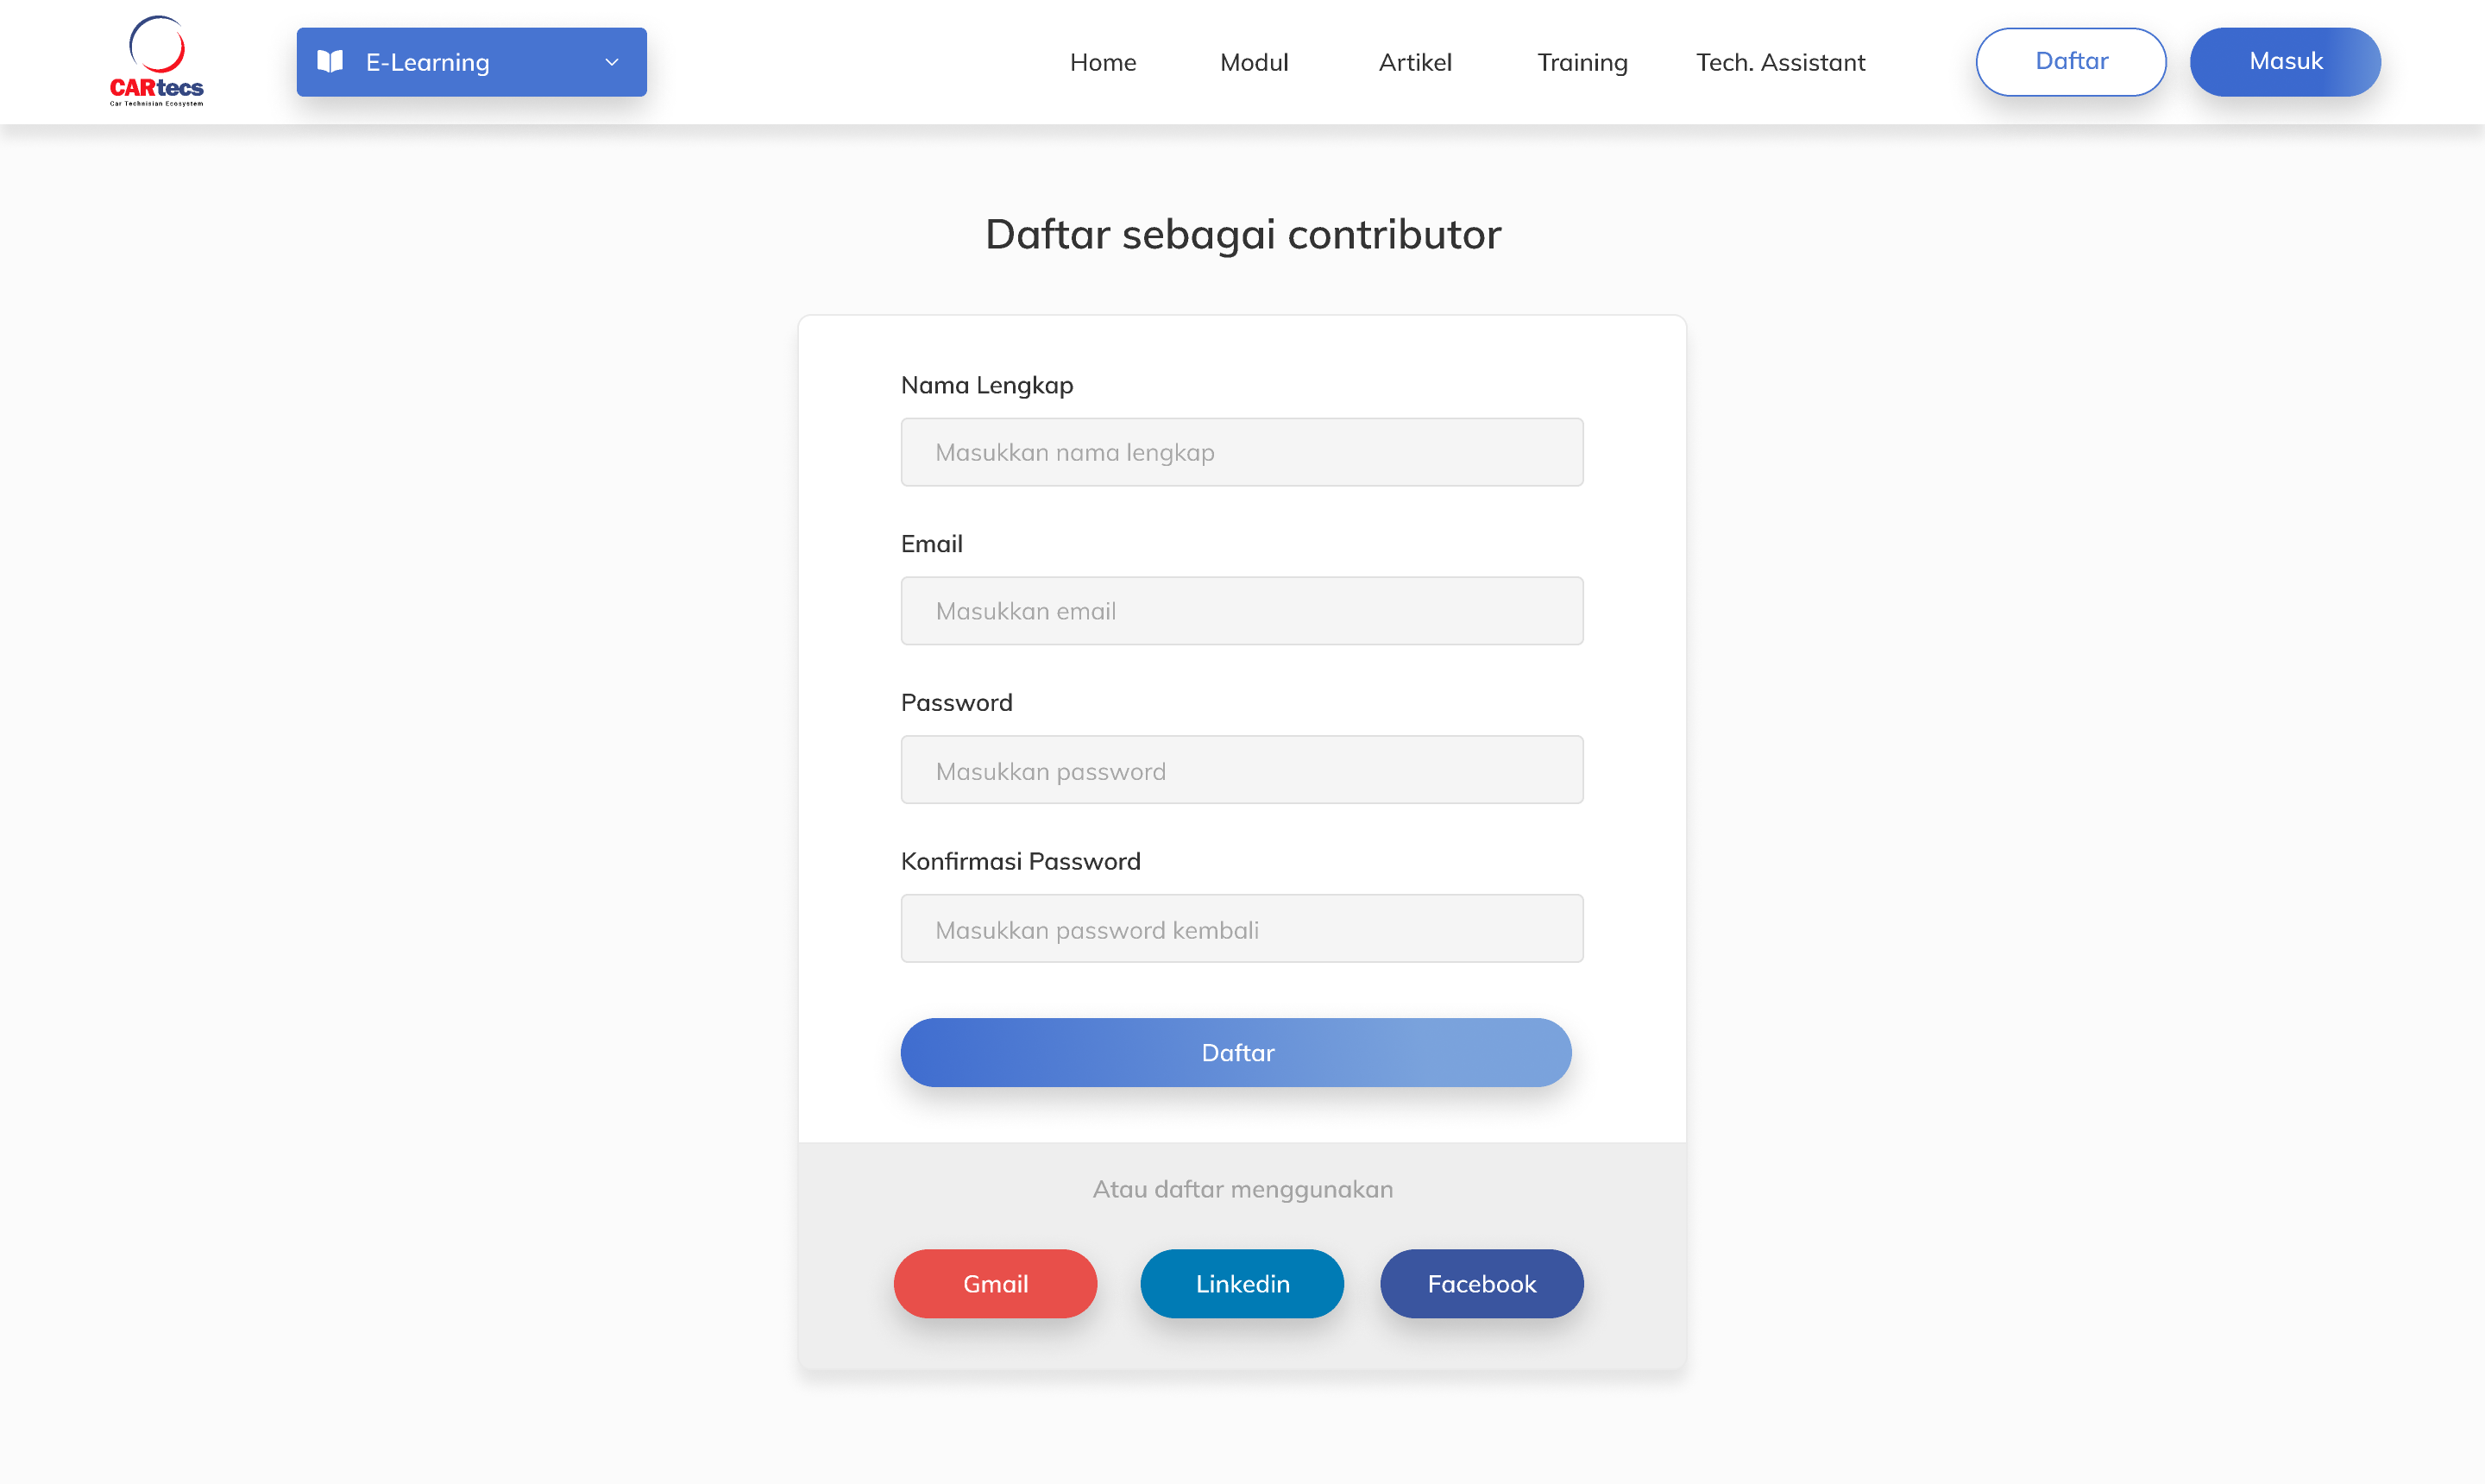 CARtecs
Car Technisian Ecosystem
E-Learning
Home
Modul
Artikel
Training
Tech. Assistant
Daftar
Masuk
Daftar sebagai contributor
Nama Lengkap
Masukkan nama lengkap
Email
Masukkan email
Password
Masukkan password
Konfirmasi Password
Masukkan password kembali
Daftar
Atau daftar menggunakan
Gmail
Linkedin
Facebook